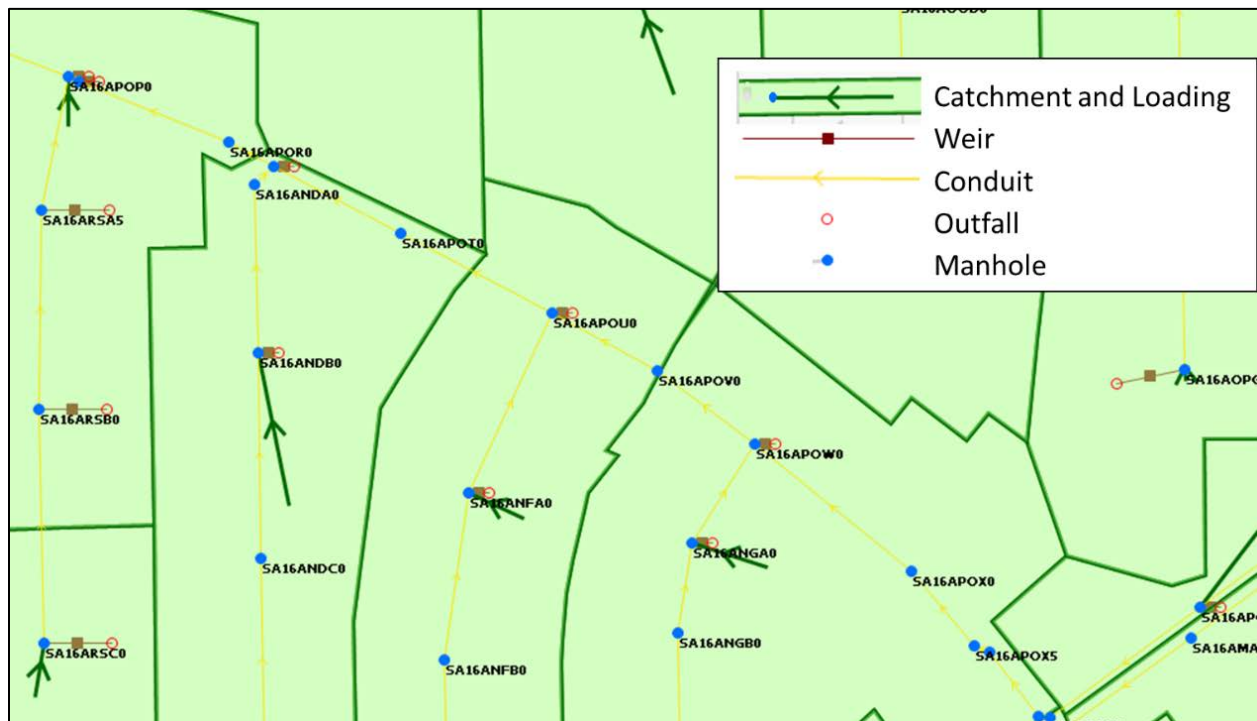 SA16APOP0
Catchment and Loading
Weir
SA16APOR0
Conduit
SA16ANDA0
SA16ARSA5
Outfall
SA16APOT0
Manhole
SA16APOU0
SA16ANDB0
SA16APOV0
SA16ARSB0
SA16APOW0
SA16ANFA0
SA16ANGA0
SA16ANDC0
SA16APOX0
SA16ANGB0
SA16ARSC0
SA16APOX5
SA16AMA
SA16ANFB0